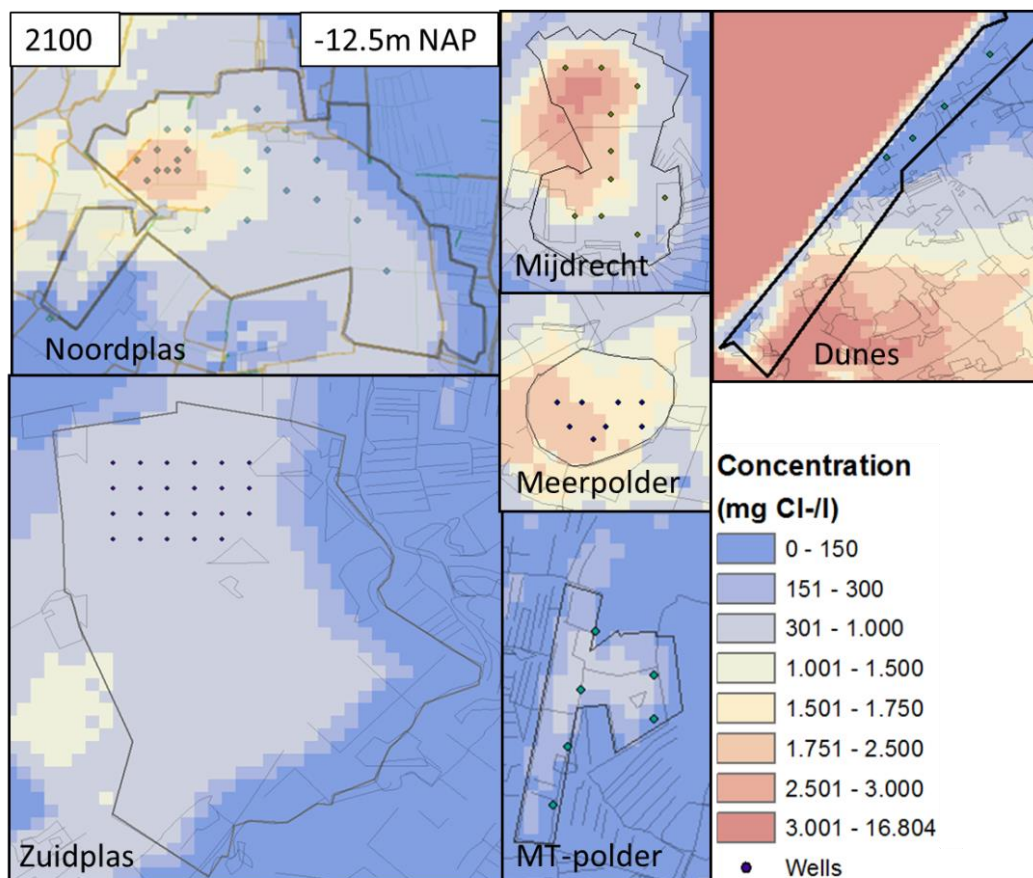 2100
-12.5m NAP
Noordplas
Mijdrecht
Dunes
Meerpolder
Zuidplas
MT-polder
Concentration
(mg Cl-/l)
0 - 150
151 - 300
301 - 1.000
1.001 - 1.500
1.501 - 1.750
1.751 - 2.500
2.501 - 3.000
3.001 - 16.804
Wells